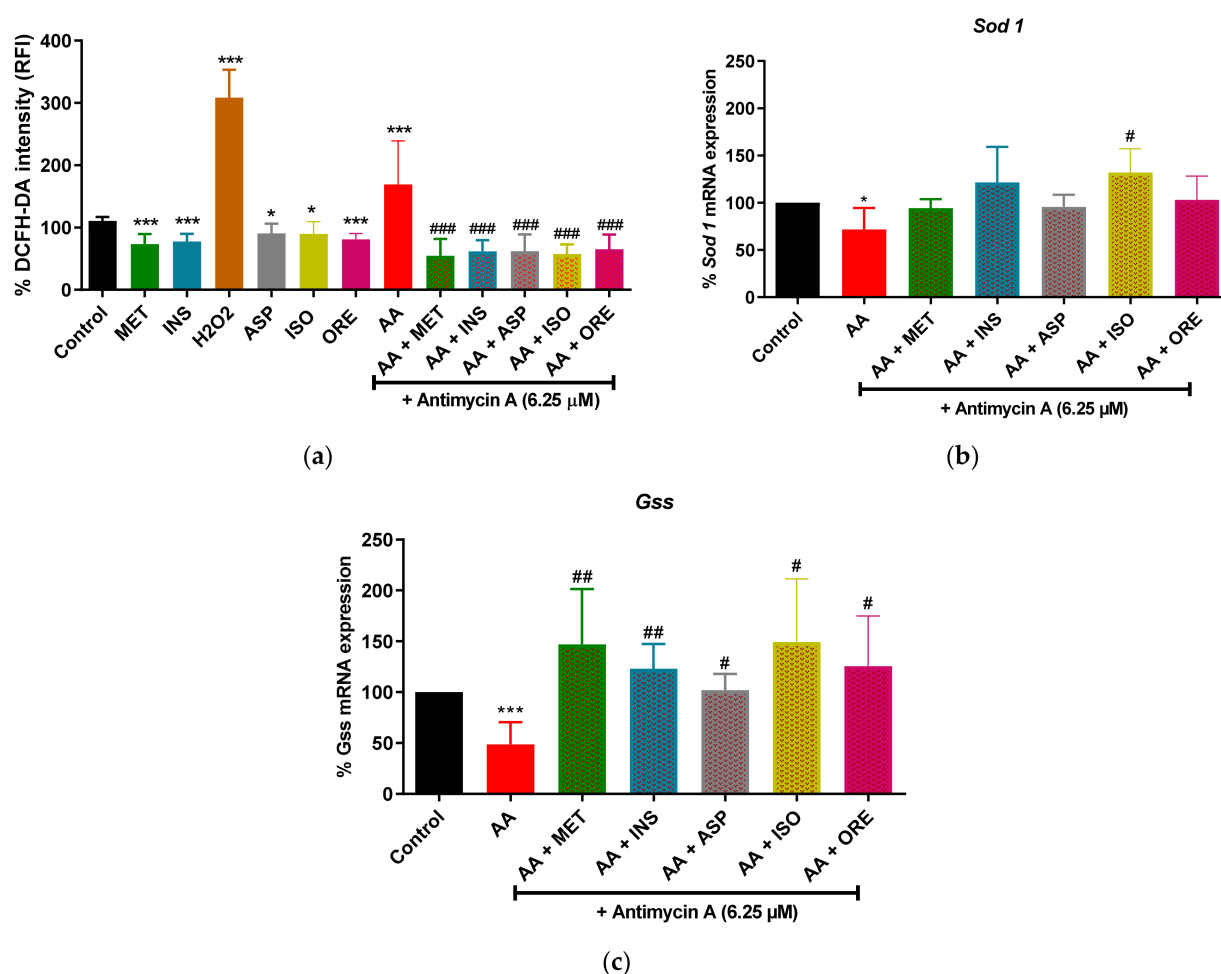 % DCFH-DA intensity (RFI)
400
300
200
100
0
***
***
***
*
*
***
***
###
###
###
###
###
Control
MET
INS
H2O2
ASP
ISO
ORE
AA
AA + MET
AA + INS
AA + ASP
AA + ISO
AA + ORE
+ Antimycin A (6.25 μM)
(a)
Sod 1
% Sod 1 mRNA expression
250
200
150
100
50
0
*
#
Control
AA
AA + MET
AA + INS
AA + ASP
AA + ISO
AA + ORE
+ Antimycin A (6.25 µM)
(b)
Gss
% Gss mRNA expression
250
200
150
100
50
0
***
##
##
#
#
#
Control
AA
AA + MET
AA + INS
AA + ASP
AA + ISO
AA + ORE
+ Antimycin A (6.25 µM)
(c)